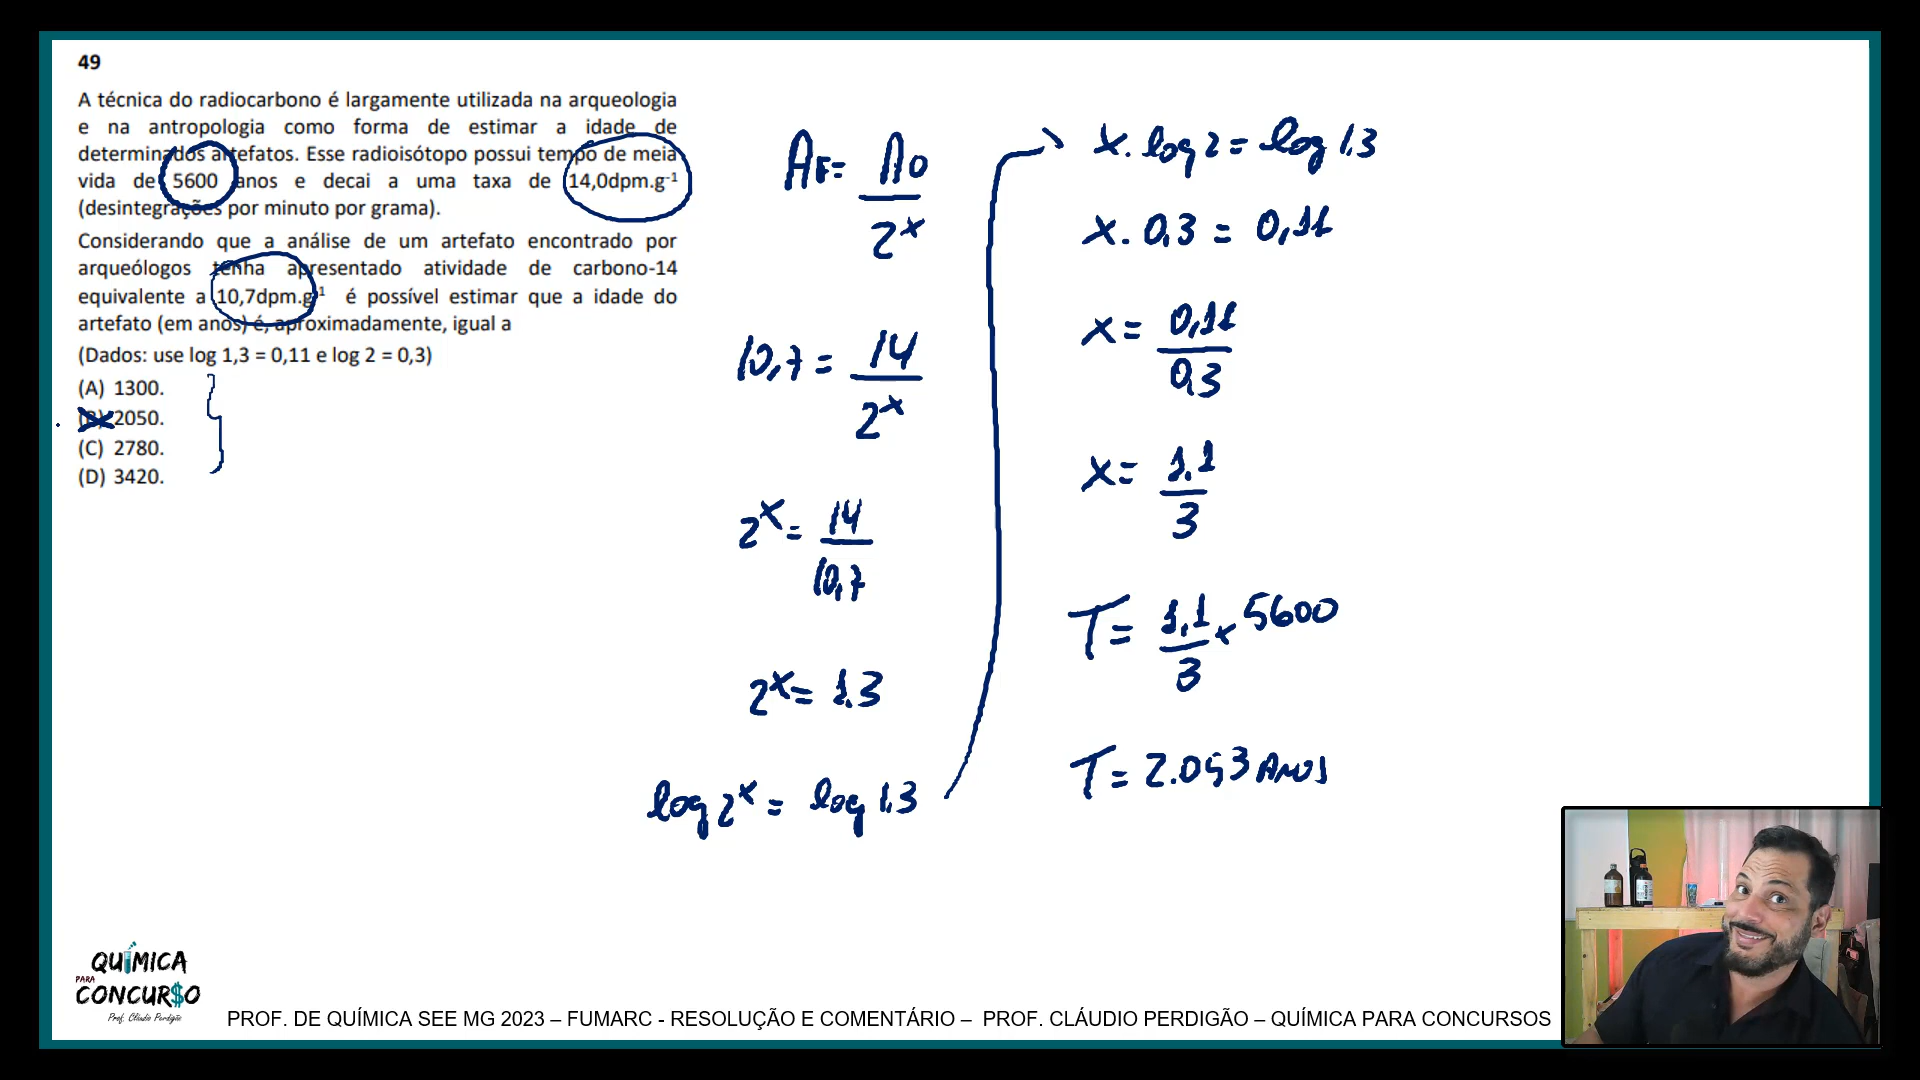 49
A técnica do radiocarbono é largamente utilizada na arqueologia
e na antropologia como forma de estimar a idade de
determinados artefatos. Esse radioisótopo possui tempo de meia
vida de 5600 anos e decai a uma taxa de 14,0dpm.g⁻¹
(desintegrações por minuto por grama).
Considerando que a análise de um artefato encontrado por
arqueólogos tenha apresentado atividade de carbono-14
equivalente a 10,7dpm.g⁻¹ é possível estimar que a idade do
artefato (em anos) é, aproximadamente, igual a
(Dados: use log 1,3 = 0,11 e log 2 = 0,3)
(A) 1300.
(B) 2050.
(C) 2780.
(D) 3420.
AF = A0 / 2ˣ
10,7 = 14 / 2ˣ
2ˣ = 14 / 10,7
2ˣ = 1.3
log 2ˣ = log 1.3
x. log 2 = log 1.3
x. 0.3 = 0,11
x = 0,11 / 0.3
x = 1.1 / 3
T = 1.1 / 3 x 5600
T = 2.053 ANOS
QUÍMICA
PARA
CONCUR$O
Prof. Cláudio Perdigão
PROF. DE QUÍMICA SEE MG 2023 – FUMARC - RESOLUÇÃO E COMENTÁRIO – PROF. CLÁUDIO PERDIGÃO – QUÍMICA PARA CONCURSOS